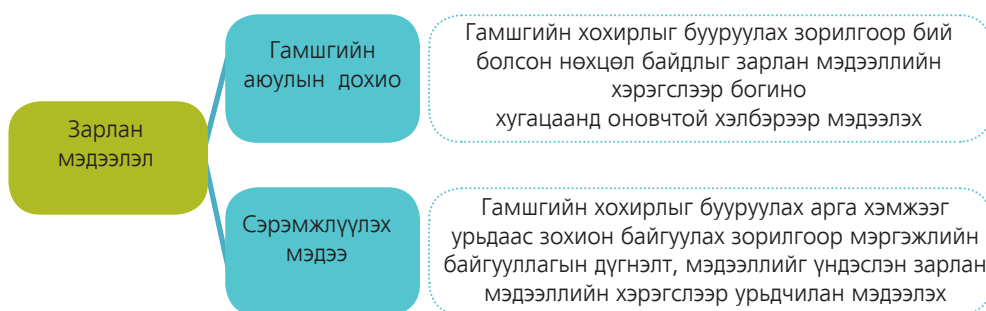 Зарлан
мэдээлэл
Гамшгийн
аюулын дохио
Гамшгийн хохирлыг бууруулах зорилгоор бий
болсон нөхцөл байдлыг зарлан мэдээллийн
хэрэгслээр богино
хугацаанд оновчтой хэлбэрээр мэдээлэх
Сэрэмжлүүлэх
мэдээ
Гамшгийн хохирлыг бууруулах арга хэмжээг
урьдаас зохион байгуулах зорилгоор мэргэжлийн
байгууллагын дүгнэлт, мэдээллийг үндэслэн зарлан
мэдээллийн хэрэгслээр урьдчилан мэдээлэх